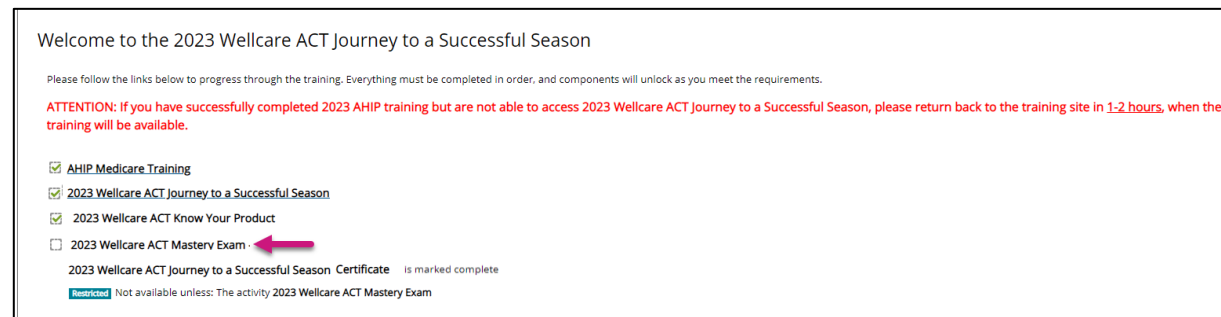 Welcome to the 2023 Wellcare ACT Journey to a Successful Season
Please follow the links below to progress through the training. Everything must be completed in order, and components will unlock as you meet the requirements.
ATTENTION: If you have successfully completed 2023 AHIP training but are not able to access 2023 Wellcare ACT Journey to a Successful Season, please return back to the training site in 1-2 hours, when the
training will be available.
AHIP Medicare Training
2023 Wellcare ACT Journey to a Successful Season
2023 Wellcare ACT Know Your Product
2023 Wellcare ACT Mastery Exam
2023 Wellcare ACT Journey to a Successful Season Certificate is marked complete
Restricted Not available unless: The activity 2023 Wellcare ACT Mastery Exam